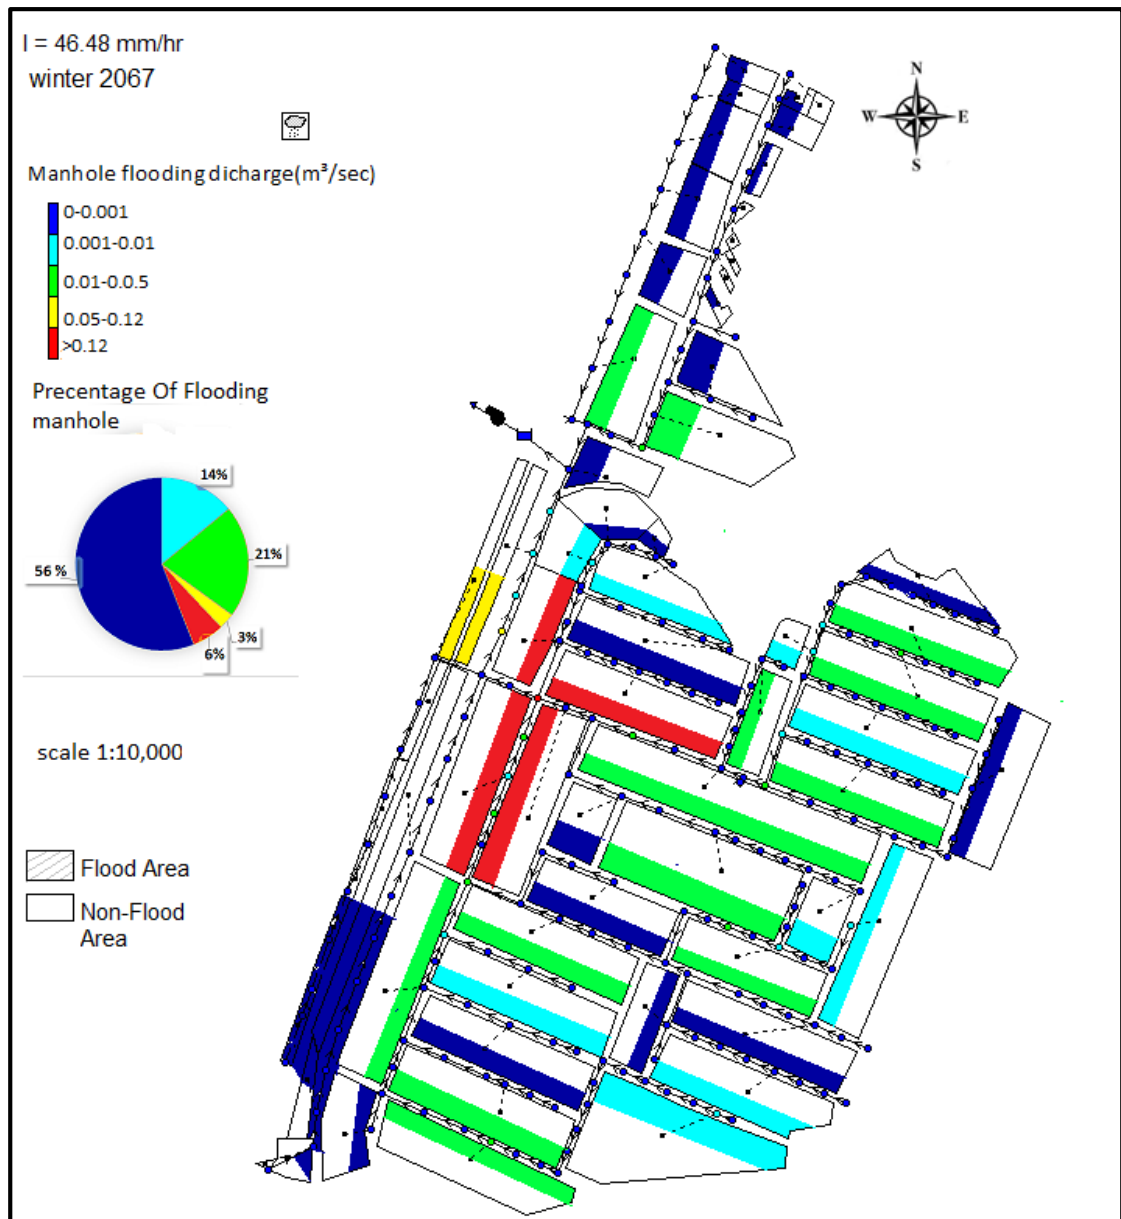 I = 46.48 mm/hr
winter 2067
N
W
E
S
Manhole flooding dicharge(m³/sec)
0-0.001
0.001-0.01
0.01-0.0.5
0.05-0.12
>0.12
Precentage Of Flooding
manhole
14%
21%
56 %
3%
6%
scale 1:10,000
Flood Area
Non-Flood
Area